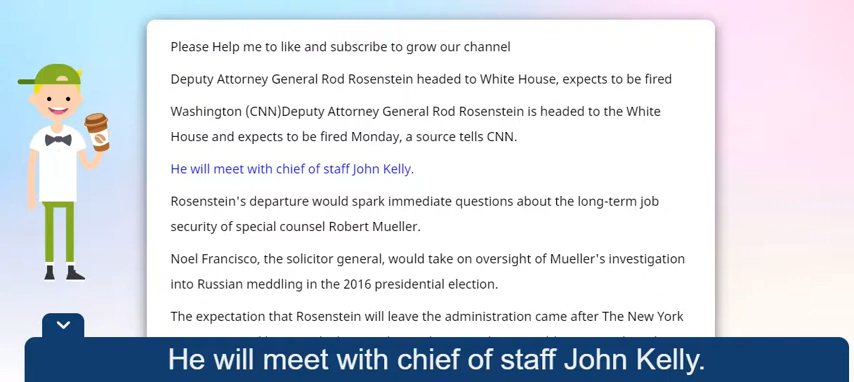 Please Help me to like and subscribe to grow our channel
Deputy Attorney General Rod Rosenstein headed to White House, expects to be fired
Washington (CNN)Deputy Attorney General Rod Rosenstein is headed to the White
House and expects to be fired Monday, a source tells CNN.
He will meet with chief of staff John Kelly.
Rosenstein's departure would spark immediate questions about the long-term job
security of special counsel Robert Mueller.
Noel Francisco, the solicitor general, would take on oversight of Mueller's investigation
into Russian meddling in the 2016 presidential election.
The expectation that Rosenstein will leave the administration came after The New York
He will meet with chief of staff John Kelly.